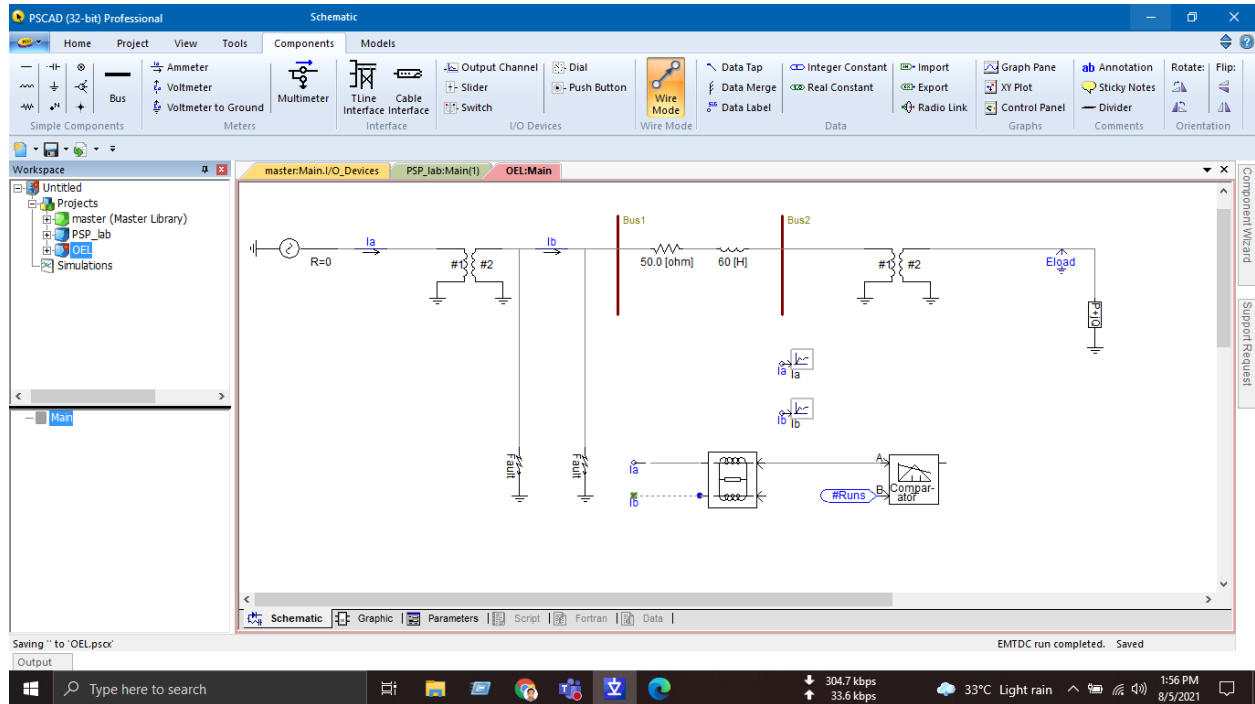 PSCAD (32-bit) Professional
Schematic
Home Project View Tools Components Models
Bus
Ammeter
Voltmeter
Voltmeter to Ground
Multimeter
TLine Interface
Cable Interface
Output Channel
Slider
Switch
Dial
Push Button
Wire Mode
Data Tap
Data Merge
Data Label
Integer Constant
Real Constant
Import
Export
Radio Link
Graph Pane
XY Plot
Control Panel
ab Annotation
Sticky Notes
Divider
Rotate: Flip:
Simple Components Meters Interface I/O Devices Wire Mode Data Graphs Comments Orientation
Workspace
master:Main.I/O_Devices PSP_lab:Main(1) OEL:Main
Untitled
Projects
master (Master Library)
PSP_lab
OEL
Simulations
Main
Component Wizard
Support Request
Bus1 Bus2
Ia Ib
R=0
#1 #2
50.0 [ohm] 60 [H]
#1 #2
Eload
P+jQ
Ia Ia
Ib Ib
Fault Fault
Ia
Ib
A
B
Compar-
ator
#Runs
Schematic Graphic Parameters Script Fortran Data
Saving '' to 'OEL.pscx'
EMTDC run completed. Saved
Output
Type here to search
304.7 kbps
33.6 kbps
33°C Light rain
1:56 PM
8/5/2021